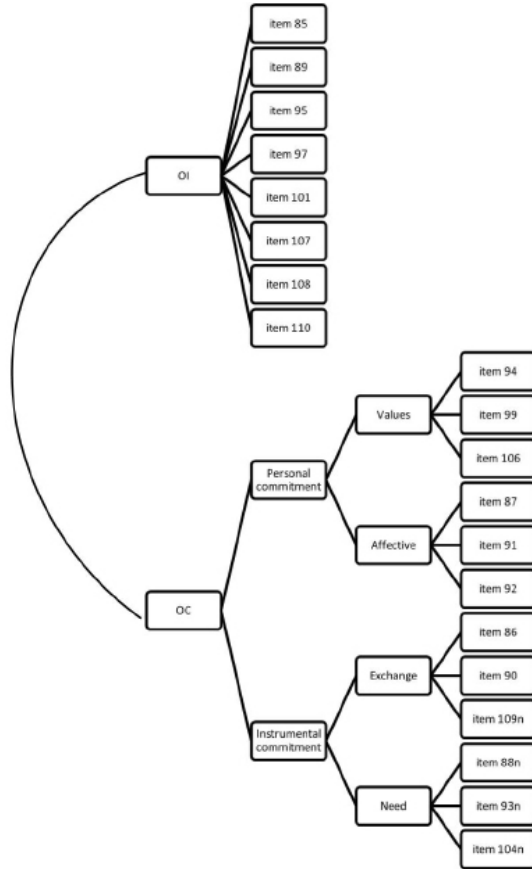 item 85
item 89
item 95
item 97
OI
item 101
item 107
item 108
item 110
item 94
Values
item 99
item 106
Personal
commitment
item 87
Affective
item 91
item 92
OC
item 86
Exchange
item 90
item 109n
Instrumental
commitment
item 88n
Need
item 93n
item 104n